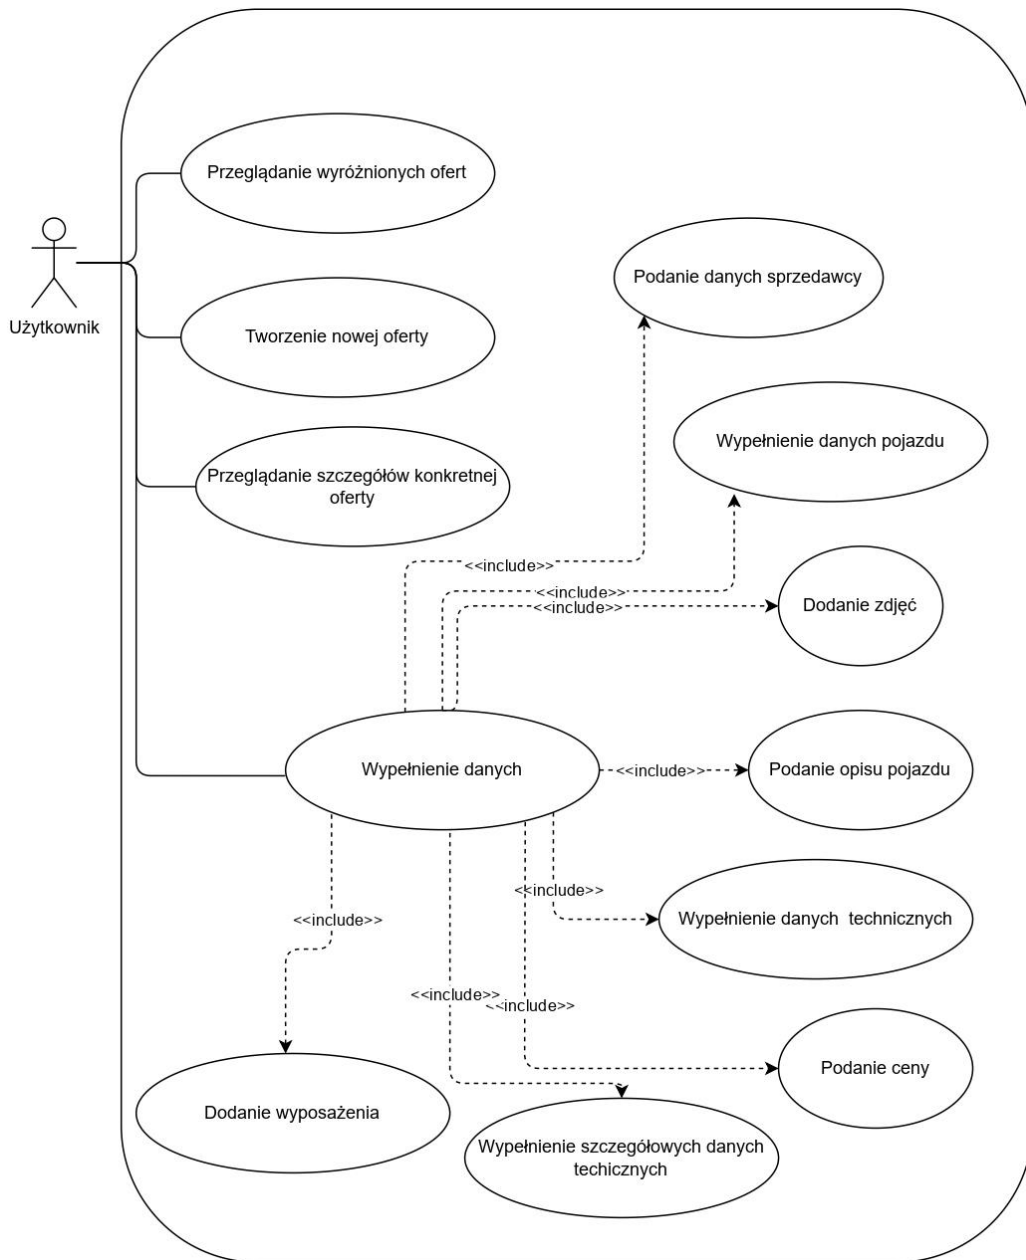 Przeglądanie wyróżnionych ofert
Użytkownik
Podanie danych sprzedawcy
Tworzenie nowej oferty
Wypełnienie danych pojazdu
Przeglądanie szczegółów konkretnej
oferty
<<include>>
<<include>>
<<include>>
Dodanie zdjęć
Wypełnienie danych
<<include>>
Podanie opisu pojazdu
<<include>>
Wypełnienie danych  technicznych
<<include>>
<<include>>
<<include>>
Podanie ceny
Dodanie wyposażenia
Wypełnienie szczegółowych danych
techicznych